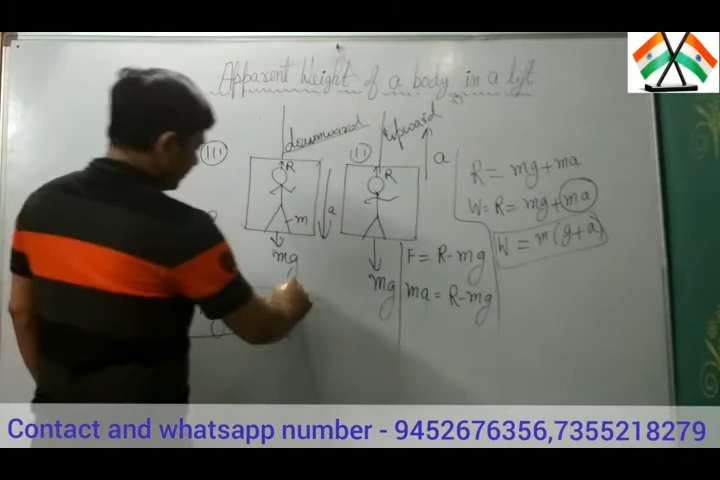 Apparent Weight of a body in a lift
(III)
downward
R
m
a
mg
(II)
upward
R
a
mg
F = R - mg
ma = R - mg
R = mg + ma
W = R = mg + ma
W = m(g+a)
Contact and whatsapp number - 9452676356,7355218279